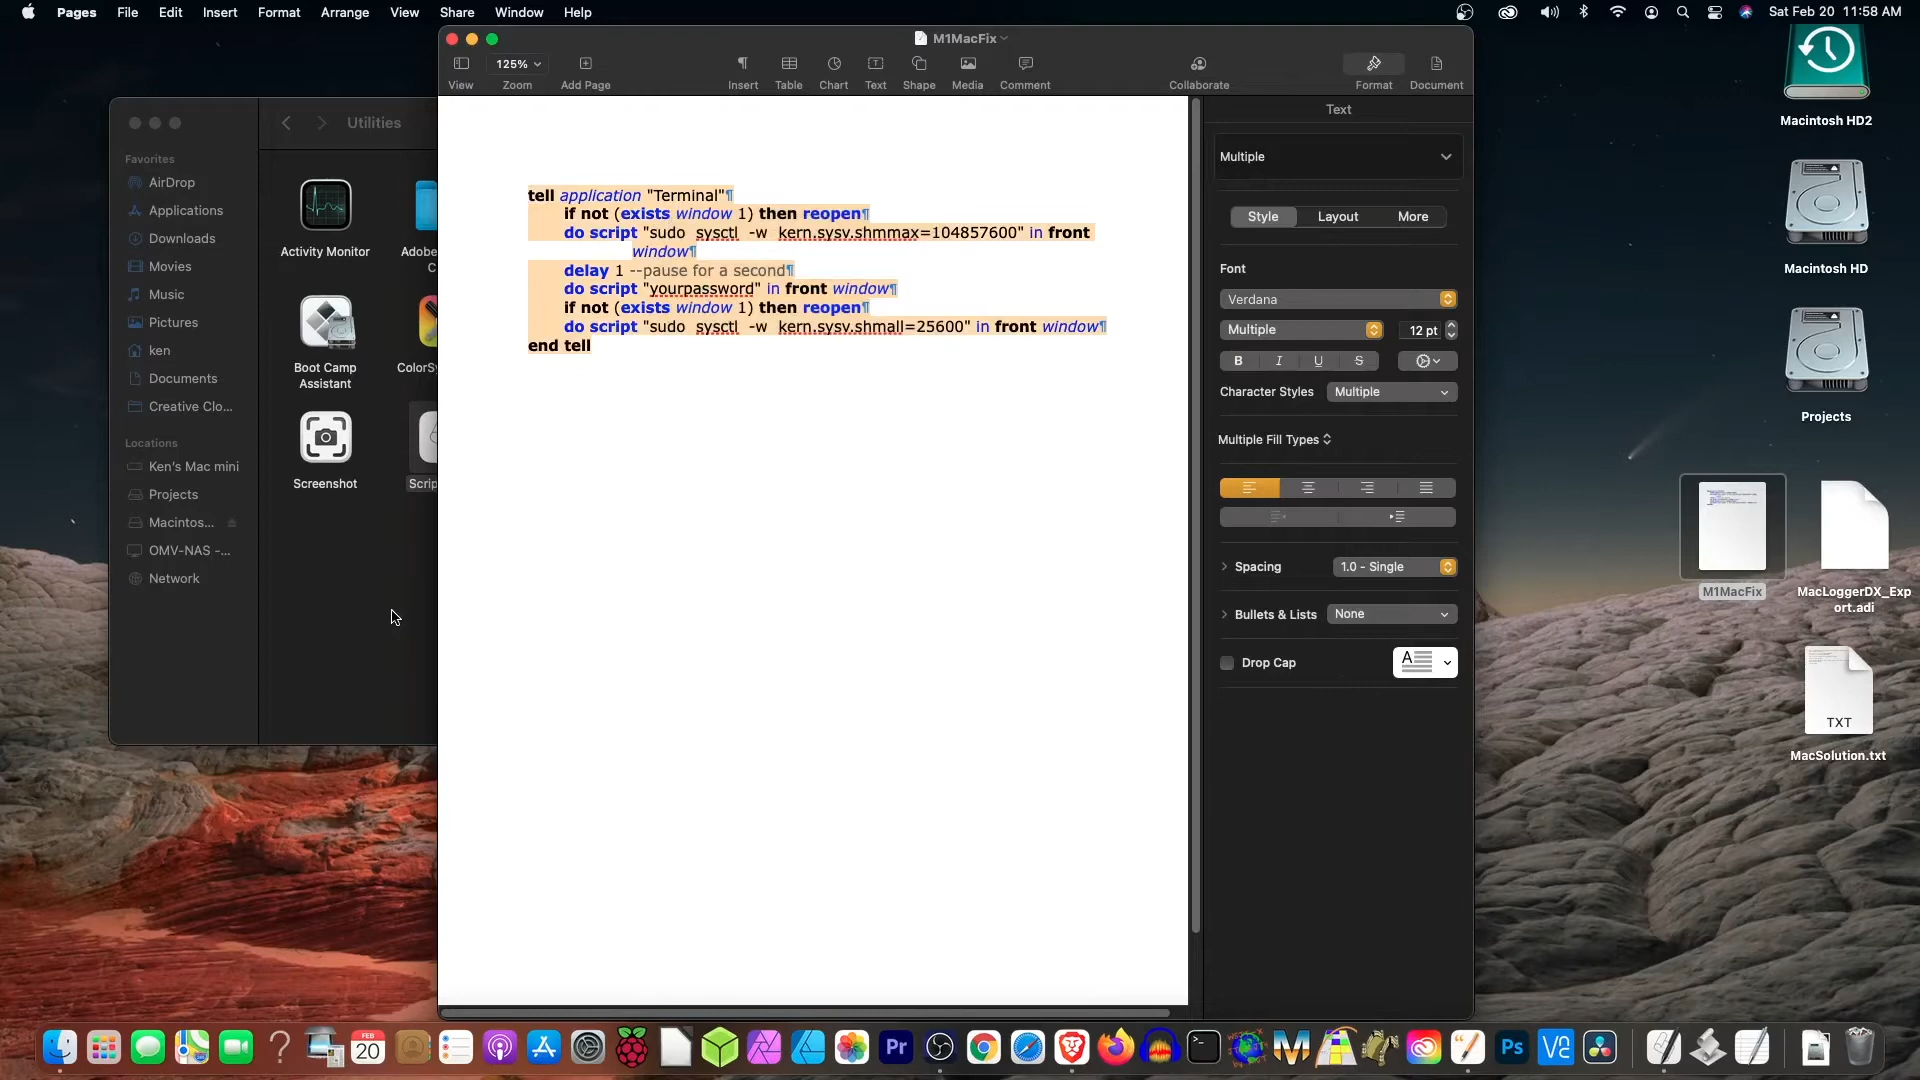 Pages File Edit Insert Format Arrange View Share Window Help Sat Feb 20 11:58 AM
M1MacFix
125%
View Zoom Add Page Insert Table Chart Text Shape Media Comment Collaborate Format Document
Utilities
Favorites
AirDrop
Applications
Downloads
Movies
Music
Pictures
ken
Documents
Creative Clo...
Locations
Ken's Mac mini
Projects
Macintos...
OMV-NAS -...
Network
Activity Monitor
Adobe
C
Boot Camp
Assistant
ColorSy
Screenshot
Scrip
tell application "Terminal"¶
if not (exists window 1) then reopen¶
do script "sudo sysctl -w kern.sysv.shmmax=104857600" in front
window¶
delay 1 --pause for a second¶
do script "yourpassword" in front window¶
if not (exists window 1) then reopen¶
do script "sudo sysctl -w kern.sysv.shmall=25600" in front window¶
end tell
Text
Multiple
Style Layout More
Font
Verdana
Multiple 12 pt
B I U S
Character Styles Multiple
Multiple Fill Types
Spacing 1.0 - Single
Bullets & Lists None
Drop Cap A
Macintosh HD2
Macintosh HD
Projects
M1MacFix
MacLoggerDX_Exp
ort.adi
TXT
MacSolution.txt
FEB
20
Pr
Ps